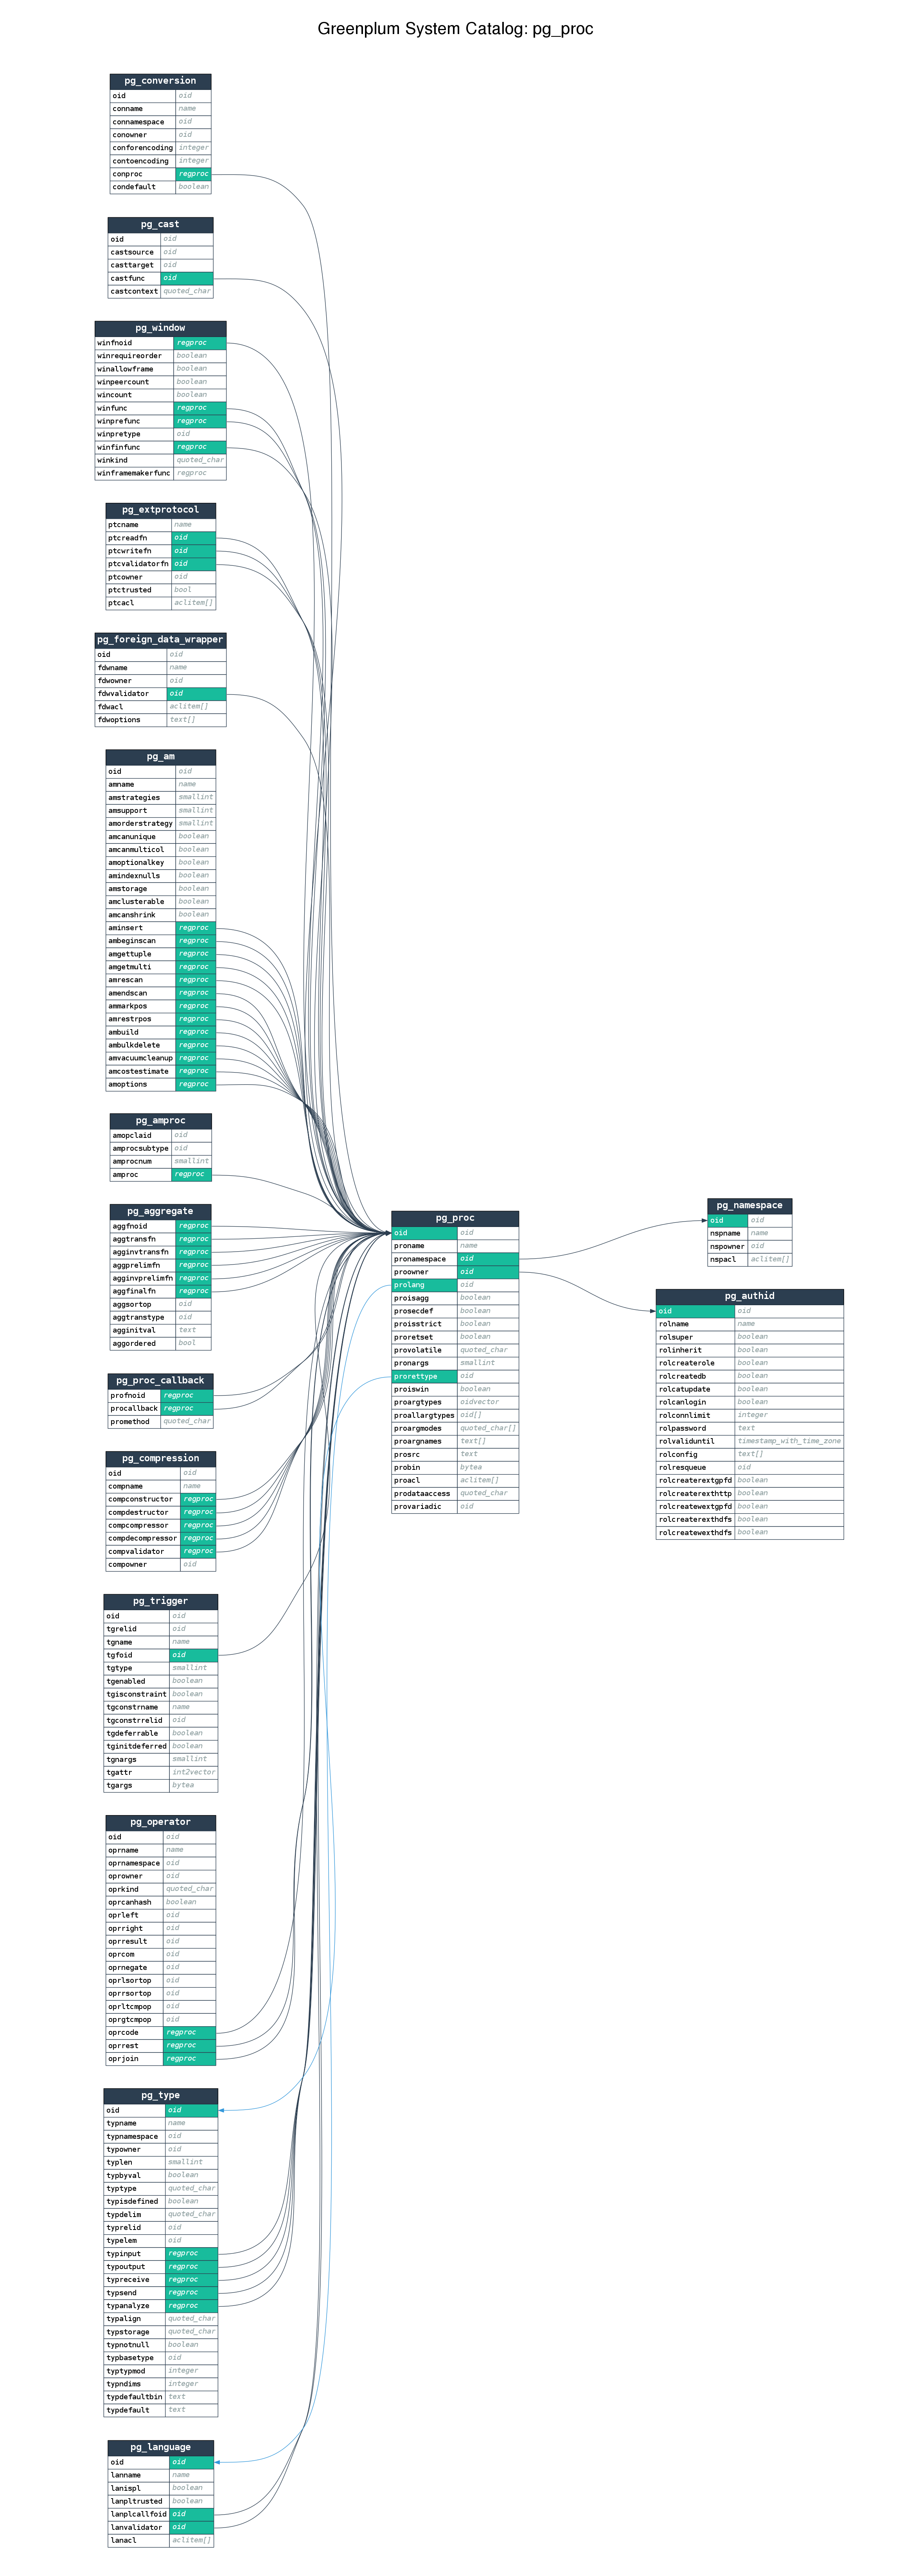 Greenplum System Catalog: pg_proc
pg_conversion
oid oid
conname name
connamespace oid
conowner oid
conforencoding integer
contoencoding integer
conproc regproc
condefault boolean
pg_cast
oid oid
castsource oid
casttarget oid
castfunc oid
castcontext quoted_char
pg_window
winfnoid regproc
winrequireorder boolean
winallowframe boolean
winpeercount boolean
wincount boolean
winfunc regproc
winprefunc regproc
winpretype oid
winfinfunc regproc
winkind quoted_char
winframemakerfunc regproc
pg_extprotocol
ptcname name
ptcreadfn oid
ptcwritefn oid
ptcvalidatorfn oid
ptcowner oid
ptctrusted bool
ptcacl aclitem[]
pg_foreign_data_wrapper
oid oid
fdwname name
fdwowner oid
fdwvalidator oid
fdwacl aclitem[]
fdwoptions text[]
pg_am
oid oid
amname name
amstrategies smallint
amsupport smallint
amorderstrategy smallint
amcanunique boolean
amcanmulticol boolean
amoptionalkey boolean
amindexnulls boolean
amstorage boolean
amclusterable boolean
amcanshrink boolean
aminsert regproc
ambeginscan regproc
amgettuple regproc
amgetmulti regproc
amrescan regproc
amendscan regproc
ammarkpos regproc
amrestrpos regproc
ambuild regproc
ambulkdelete regproc
amvacuumcleanup regproc
amcostestimate regproc
amoptions regproc
pg_amproc
amopclaid oid
amprocsubtype oid
amprocnum smallint
amproc regproc
pg_aggregate
aggfnoid regproc
aggtransfn regproc
agginvtransfn regproc
aggprelimfn regproc
agginvprelimfn regproc
aggfinalfn regproc
aggsortop oid
aggtranstype oid
agginitval text
aggordered bool
pg_proc_callback
profnoid regproc
procallback regproc
promethod quoted_char
pg_compression
oid oid
compname name
compconstructor regproc
compdestructor regproc
compcompressor regproc
compdecompressor regproc
compvalidator regproc
compowner oid
pg_trigger
oid oid
tgrelid oid
tgname name
tgfoid oid
tgtype smallint
tgenabled boolean
tgisconstraint boolean
tgconstrname name
tgconstrrelid oid
tgdeferrable boolean
tginitdeferred boolean
tgnargs smallint
tgattr int2vector
tgargs bytea
pg_operator
oid oid
oprname name
oprnamespace oid
oprowner oid
oprkind quoted_char
oprcanhash boolean
oprleft oid
oprright oid
oprresult oid
oprcom oid
oprnegate oid
oprlsortop oid
oprrsortop oid
oprltcmpop oid
oprgtcmpop oid
oprcode regproc
oprrest regproc
oprjoin regproc
pg_type
oid oid
typname name
typnamespace oid
typowner oid
typlen smallint
typbyval boolean
typtype quoted_char
typisdefined boolean
typdelim quoted_char
typrelid oid
typelem oid
typinput regproc
typoutput regproc
typreceive regproc
typsend regproc
typanalyze regproc
typalign quoted_char
typstorage quoted_char
typnotnull boolean
typbasetype oid
typtypmod integer
typndims integer
typdefaultbin text
typdefault text
pg_language
oid oid
lanname name
lanispl boolean
lanpltrusted boolean
lanplcallfoid oid
lanvalidator oid
lanacl aclitem[]
pg_proc
oid oid
proname name
pronamespace oid
proowner oid
prolang oid
proisagg boolean
prosecdef boolean
proisstrict boolean
proretset boolean
provolatile quoted_char
pronargs smallint
prorettype oid
proiswin boolean
proargtypes oidvector
proallargtypes oid[]
proargmodes quoted_char[]
proargnames text[]
prosrc text
probin bytea
proacl aclitem[]
prodataaccess quoted_char
provariadic oid
pg_namespace
oid oid
nspname name
nspowner oid
nspacl aclitem[]
pg_authid
oid oid
rolname name
rolsuper boolean
rolinherit boolean
rolcreaterole boolean
rolcreatedb boolean
rolcatupdate boolean
rolcanlogin boolean
rolconnlimit integer
rolpassword text
rolvaliduntil timestamp_with_time_zone
rolconfig text[]
rolresqueue oid
rolcreaterextgpfd boolean
rolcreaterexthttp boolean
rolcreatewextgpfd boolean
rolcreaterexthdfs boolean
rolcreatewexthdfs boolean